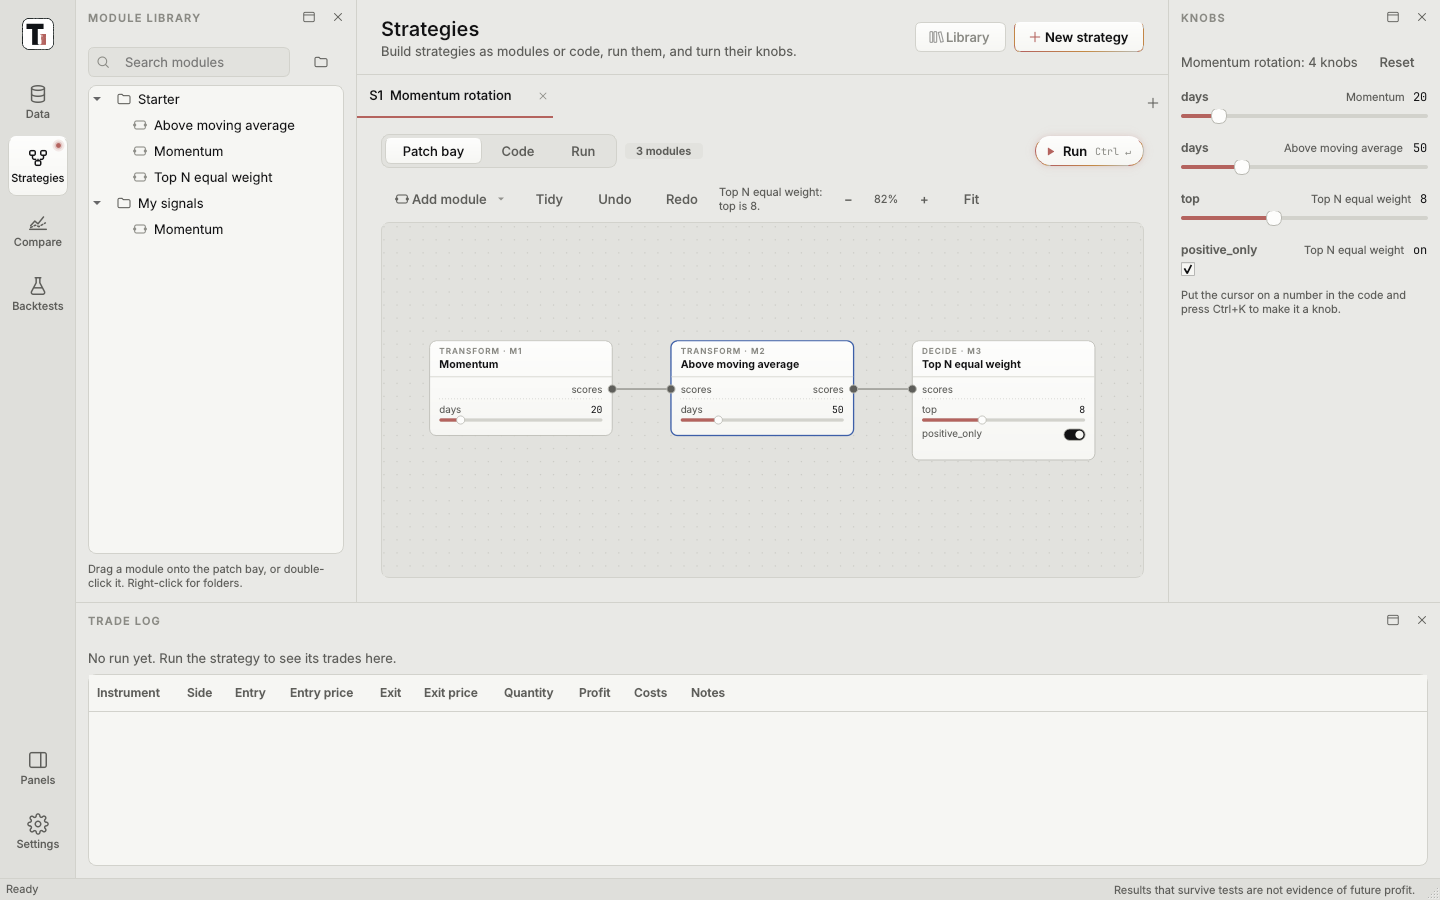 MODULE LIBRARY
Search modules
Starter
Above moving average
Momentum
Top N equal weight
My signals
Momentum
Drag a module onto the patch bay, or double-
click it. Right-click for folders.
Data
Strategies
Compare
Backtests
Panels
Settings
Strategies
Build strategies as modules or code, run them, and turn their knobs.
Library
New strategy
S1 Momentum rotation
Patch bay
Code
Run
3 modules
Run Ctrl ↵
Add module
Tidy
Undo
Redo
Top N equal weight:
top is 8.
− 82% +
Fit
TRANSFORM · M1
Momentum
scores
days 20
TRANSFORM · M2
Above moving average
scores scores
days 50
DECIDE · M3
Top N equal weight
scores
top 8
positive_only
KNOBS
Momentum rotation: 4 knobs Reset
days Momentum 20
days Above moving average 50
top Top N equal weight 8
positive_only Top N equal weight on
Put the cursor on a number in the code and
press Ctrl+K to make it a knob.
TRADE LOG
No run yet. Run the strategy to see its trades here.
Instrument Side Entry Entry price Exit Exit price Quantity Profit Costs Notes
Ready
Results that survive tests are not evidence of future profit.